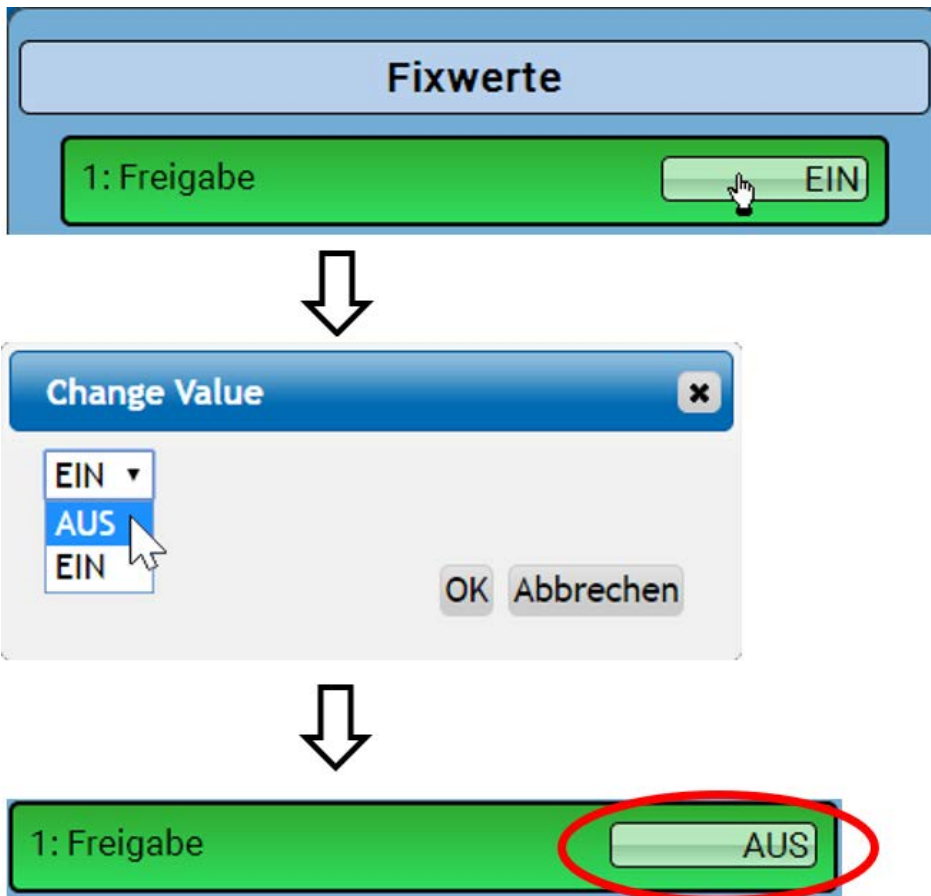 Fixwerte
1: Freigabe EIN
Change Value
EIN
AUS
EIN
OK Abbrechen
1: Freigabe AUS